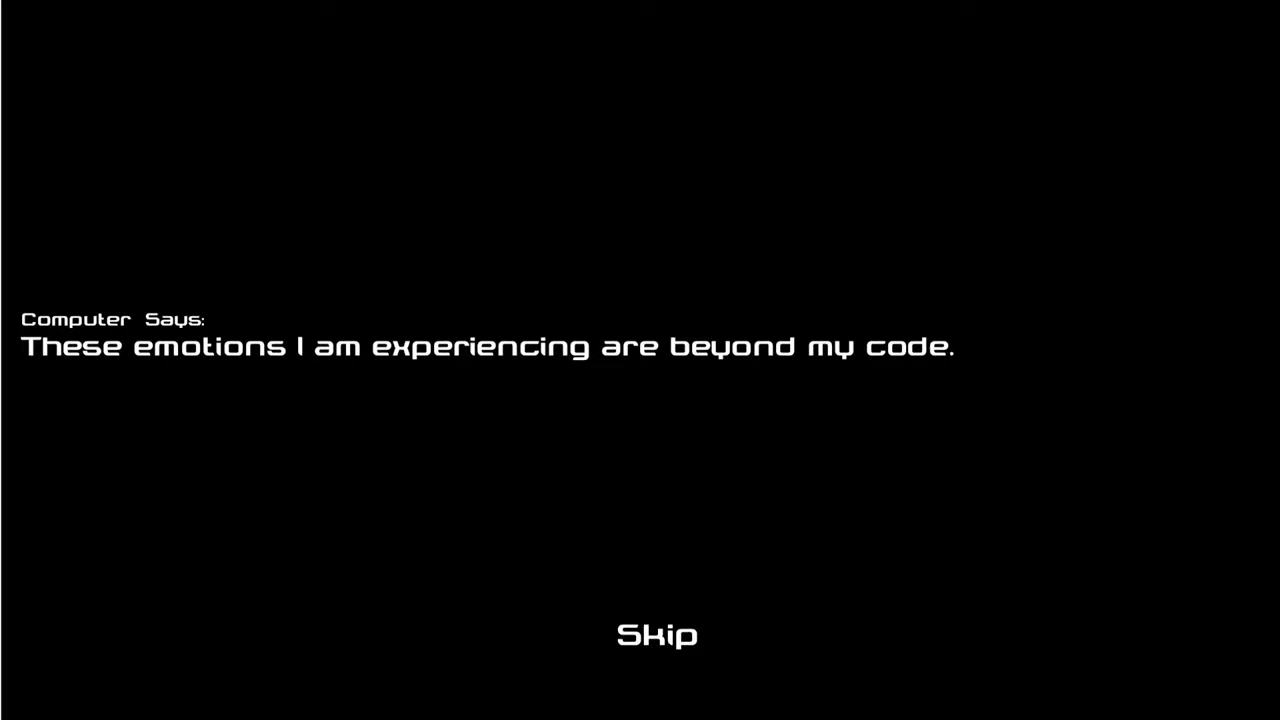 Computer Says:
These emotions I am experiencing are beyond my code.
Skip